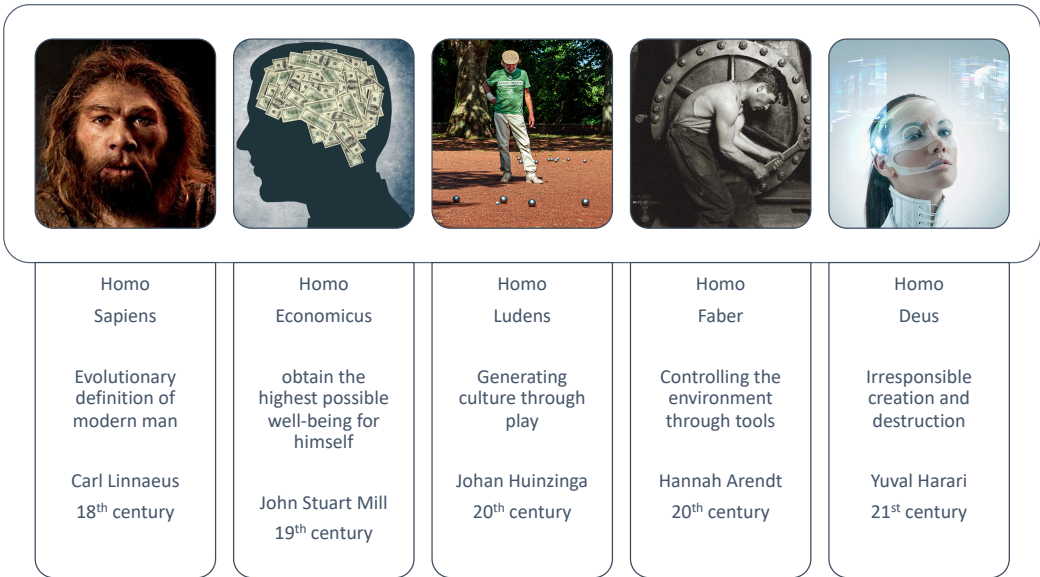 Homo
Sapiens
Evolutionary
definition of
modern man
Carl Linnaeus
18th century
Homo
Economicus
obtain the
highest possible
well-being for
himself
John Stuart Mill
19th century
Homo
Ludens
Generating
culture through
play
Johan Huinzinga
20th century
Homo
Faber
Controlling the
environment
through tools
Hannah Arendt
20th century
Homo
Deus
Irresponsible
creation and
destruction
Yuval Harari
21st century